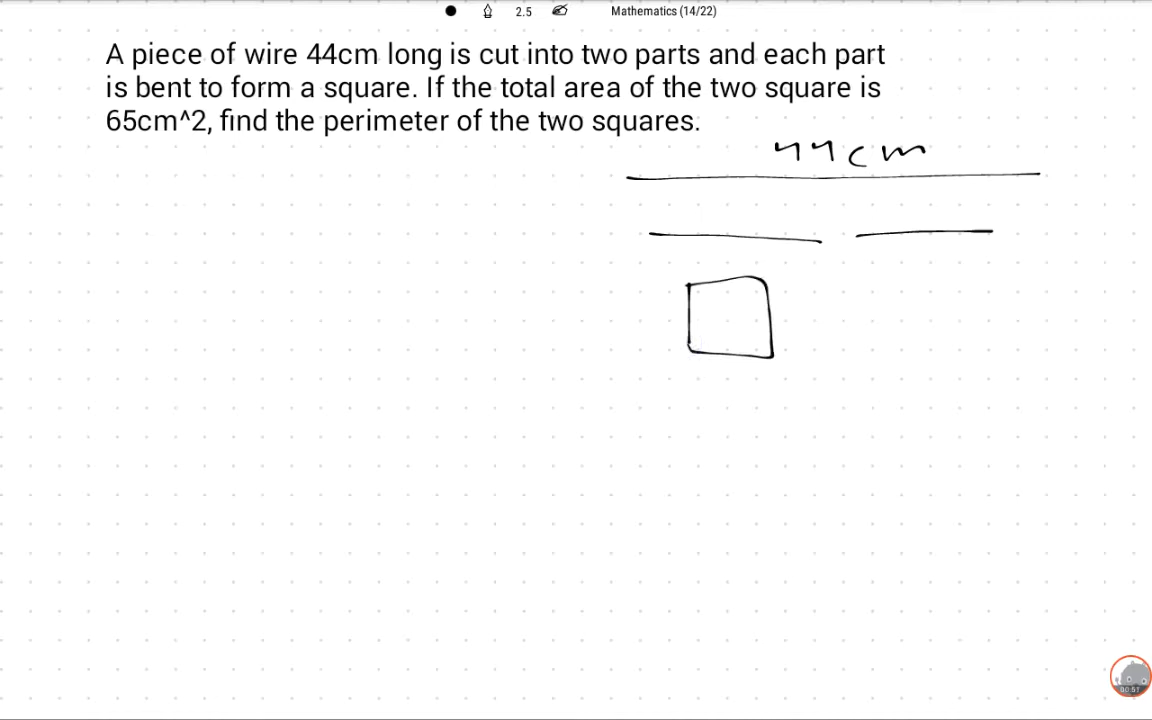 2.5 Mathematics (14/22)
A piece of wire 44cm long is cut into two parts and each part
is bent to form a square. If the total area of the two square is
65cm^2, find the perimeter of the two squares.
44cm
00:51